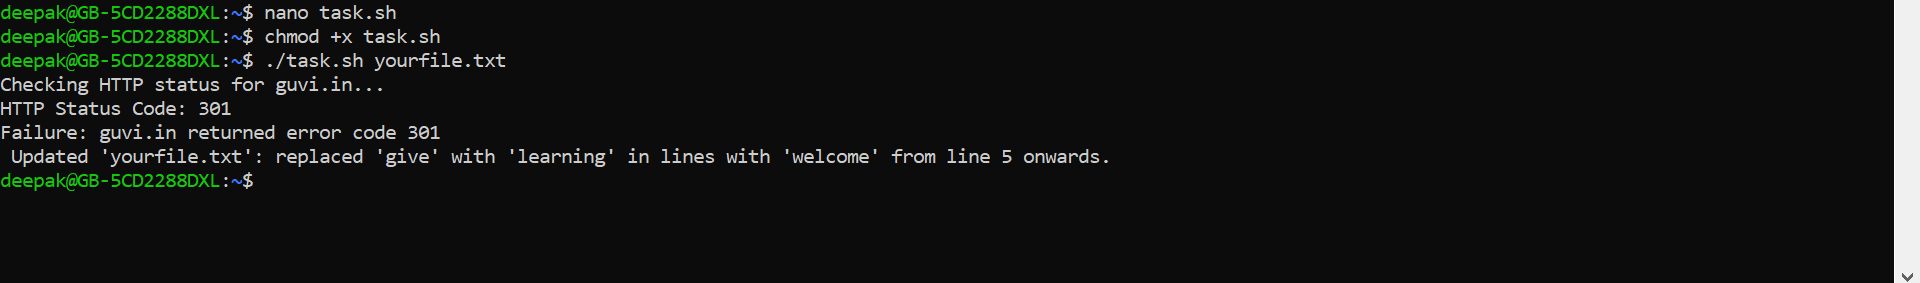 deepak@GB-5CD2288DXL:~$ nano task.sh
deepak@GB-5CD2288DXL:~$ chmod +x task.sh
deepak@GB-5CD2288DXL:~$ ./task.sh yourfile.txt
Checking HTTP status for guvi.in...
HTTP Status Code: 301
Failure: guvi.in returned error code 301
 Updated 'yourfile.txt': replaced 'give' with 'learning' in lines with 'welcome' from line 5 onwards.
deepak@GB-5CD2288DXL:~$